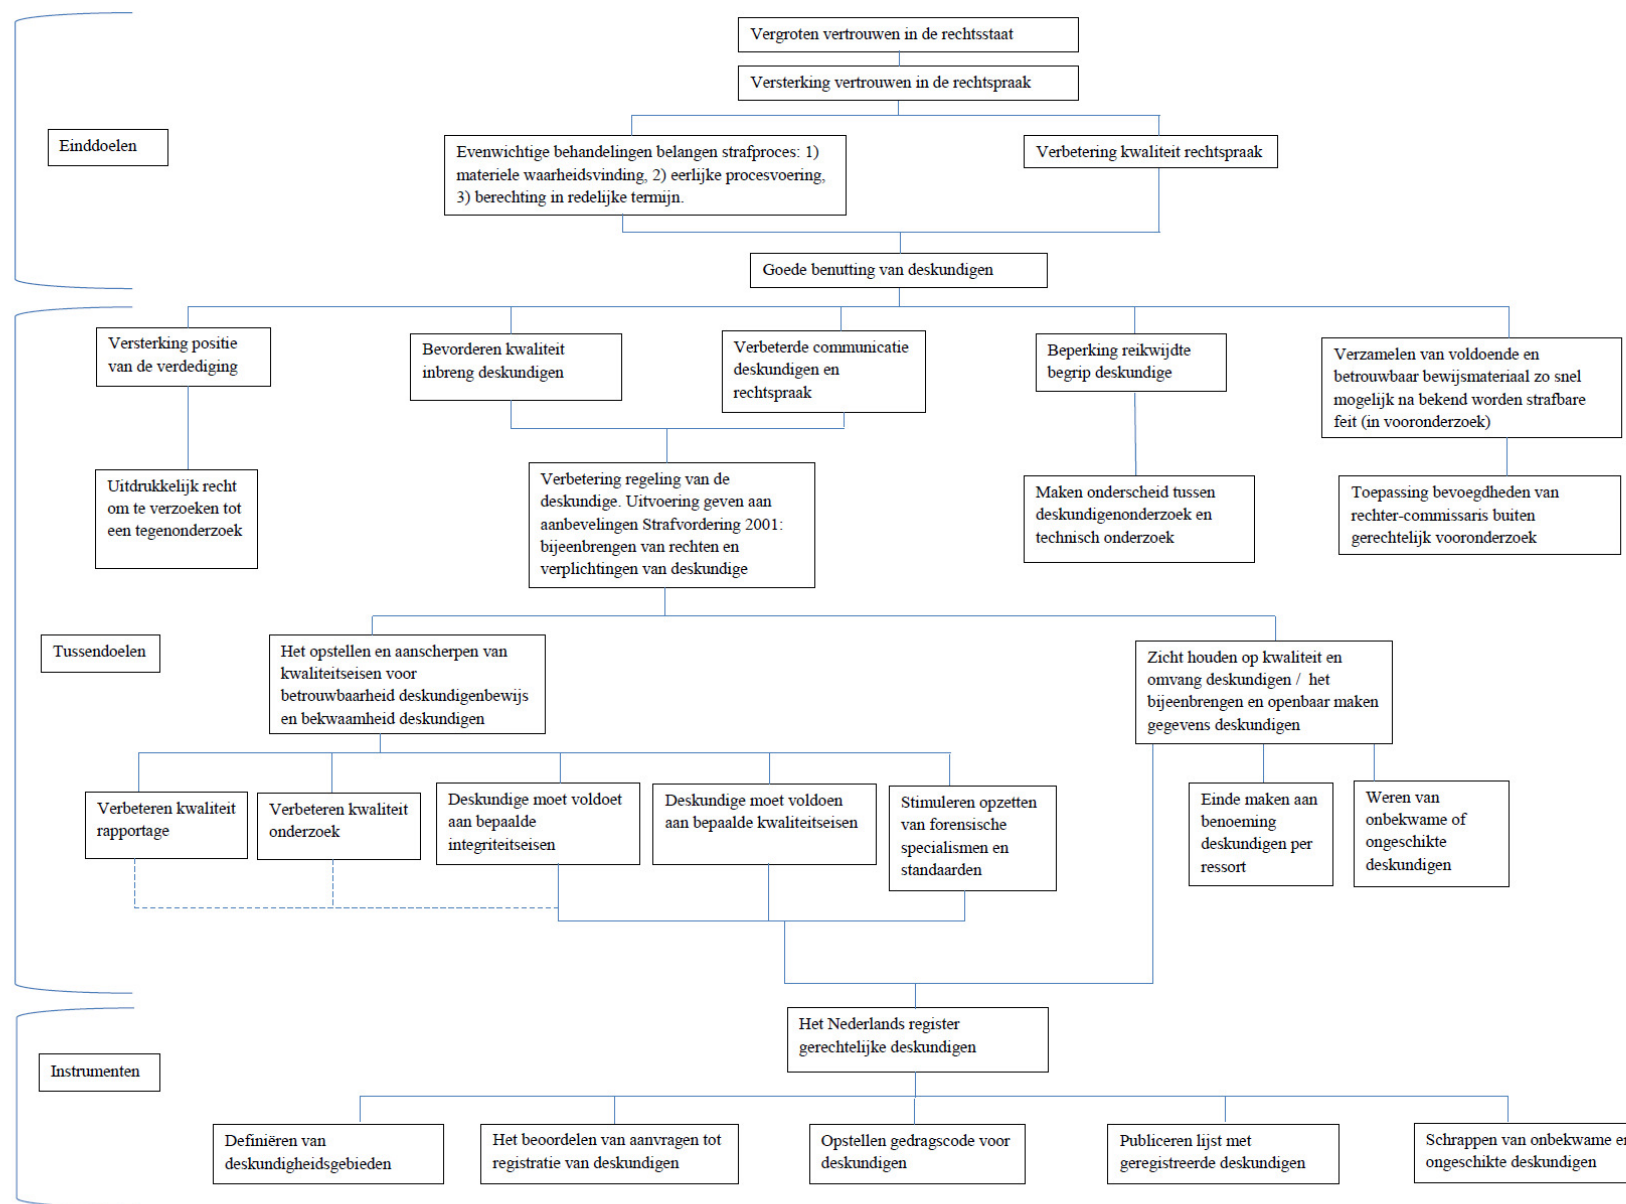 Vergroten vertrouwen in de rechtsstaat
Versterking vertrouwen in de rechtspraak
Einddoelen
Evenwichtige behandelingen belangen strafproces: 1)
materiele waarheidsvinding, 2) eerlijke procesvoering,
3) berechting in redelijke termijn.
Verbetering kwaliteit rechtspraak
Goede benutting van deskundigen
Versterking positie
van de verdediging
Bevorderen kwaliteit
inbreng deskundigen
Verbeterde communicatie
deskundigen en
rechtspraak
Beperking reikwijdte
begrip deskundige
Verzamelen van voldoende en
betrouwbaar bewijsmateriaal zo snel
mogelijk na bekend worden strafbare
feit (in vooronderzoek)
Uitdrukkelijk recht
om te verzoeken tot
een tegenonderzoek
Verbetering regeling van de
deskundige. Uitvoering geven aan
aanbevelingen Strafvordering 2001:
bijeenbrengen van rechten en
verplichtingen van deskundige
Maken onderscheid tussen
deskundigenonderzoek en
technisch onderzoek
Toepassing bevoegdheden van
rechter-commissaris buiten
gerechtelijk vooronderzoek
Tussendoelen
Het opstellen en aanscherpen van
kwaliteitseisen voor
betrouwbaarheid deskundigenbewijs
en bekwaamheid deskundigen
Zicht houden op kwaliteit en
omvang deskundigen / het
bijeenbrengen en openbaar maken
gegevens deskundigen
Verbeteren kwaliteit
rapportage
Verbeteren kwaliteit
onderzoek
Deskundige moet voldoet
aan bepaalde
integriteitseisen
Deskundige moet voldoen
aan bepaalde kwaliteitseisen
Stimuleren opzetten
van forensische
specialismen en
standaarden
Einde maken aan
benoeming
deskundigen per
ressort
Weren van
onbekwame of
ongeschikte
deskundigen
Het Nederlands register
gerechtelijke deskundigen
Instrumenten
Definiëren van
deskundigheidsgebieden
Het beoordelen van aanvragen tot
registratie van deskundigen
Opstellen gedragscode voor
deskundigen
Publiceren lijst met
geregistreerde deskundigen
Schrappen van onbekwame
ongeschikte deskundigen